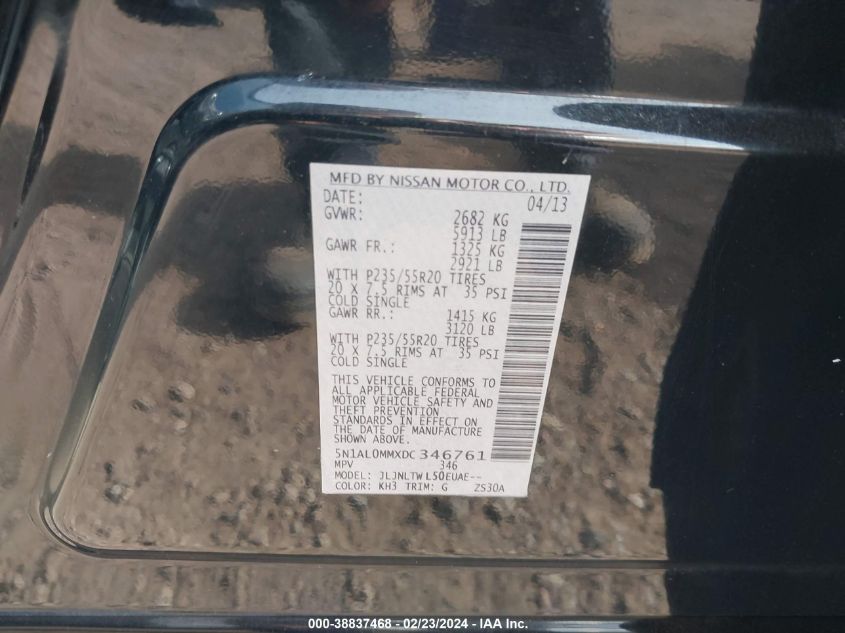 MFD BY NISSAN MOTOR CO., LTD.
DATE: 04/13
GVWR: 2682 KG
5913 LB
GAWR FR.: 1325 KG
2921 LB
WITH P235/55R20 TIRES
20 X 7.5 RIMS AT 35 PSI
COLD SINGLE
GAWR RR.: 1415 KG
3120 LB
WITH P235/55R20 TIRES
20 X 7.5 RIMS AT 35 PSI
COLD SINGLE
THIS VEHICLE CONFORMS TO
ALL APPLICABLE FEDERAL
MOTOR VEHICLE SAFETY AND
THEFT PREVENTION
STANDARDS IN EFFECT ON
THE DATE OF MANUFACTURE
SHOWN ABOVE.
5N1AL0MMXDC346761
MPV 346
MODEL: JLJNLTWL50EUAE--
COLOR: KH3 TRIM: G ZS30A
000-38837468 - 02/23/2024 - IAA Inc.